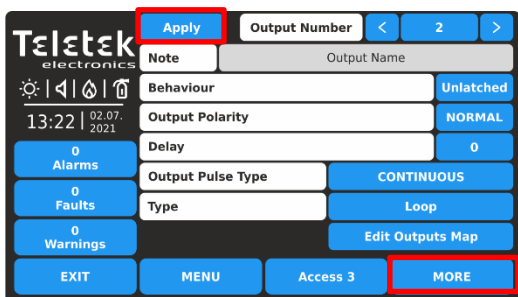 Teletek
electronics
13:22 | 02.07.
2021
0
Alarms
0
Faults
0
Warnings
Apply
Output Number
<
2
>
Note
Output Name
Behaviour
Unlatched
Output Polarity
NORMAL
Delay
0
Output Pulse Type
CONTINUOUS
Type
Loop
Edit Outputs Map
EXIT
MENU
Access 3
MORE